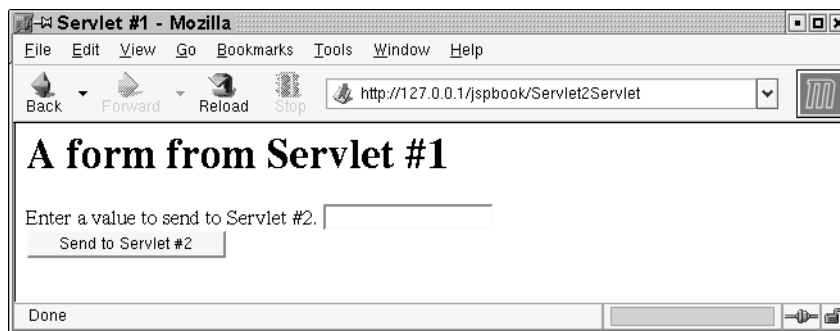 Servlet #1 - Mozilla
File Edit View Go Bookmarks Tools Window Help
Back Forward Reload Stop http://127.0.0.1/jspbook/Servlet2Servlet
A form from Servlet #1
Enter a value to send to Servlet #2.
Send to Servlet #2
Done